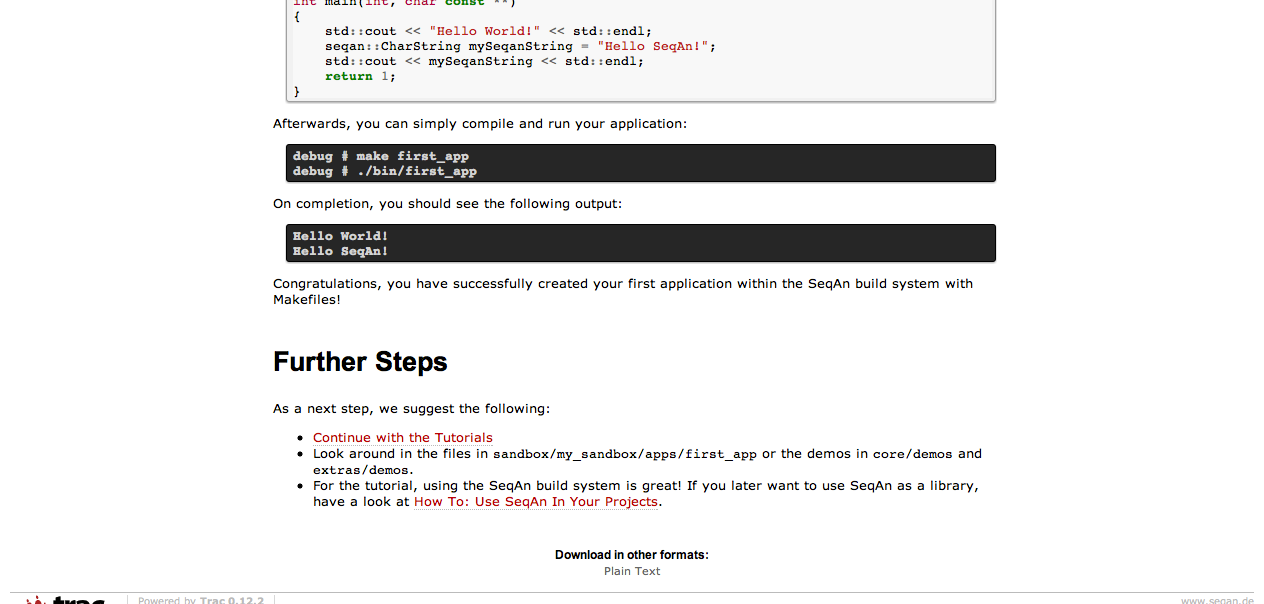 int main(int, char const **)
{
    std::cout << "Hello World!" << std::endl;
    seqan::CharString mySeqanString = "Hello SeqAn!";
    std::cout << mySeqanString << std::endl;
    return 1;
}
Afterwards, you can simply compile and run your application:
debug # make first_app
debug # ./bin/first_app
On completion, you should see the following output:
Hello World!
Hello SeqAn!
Congratulations, you have successfully created your first application within the SeqAn build system with
Makefiles!
Further Steps
As a next step, we suggest the following:
• Continue with the Tutorials
• Look around in the files in sandbox/my_sandbox/apps/first_app or the demos in core/demos and
extras/demos.
• For the tutorial, using the SeqAn build system is great! If you later want to use SeqAn as a library,
have a look at How To: Use SeqAn In Your Projects.
Download in other formats:
Plain Text
trac Powered by Trac 0.12.2 www.seqan.de